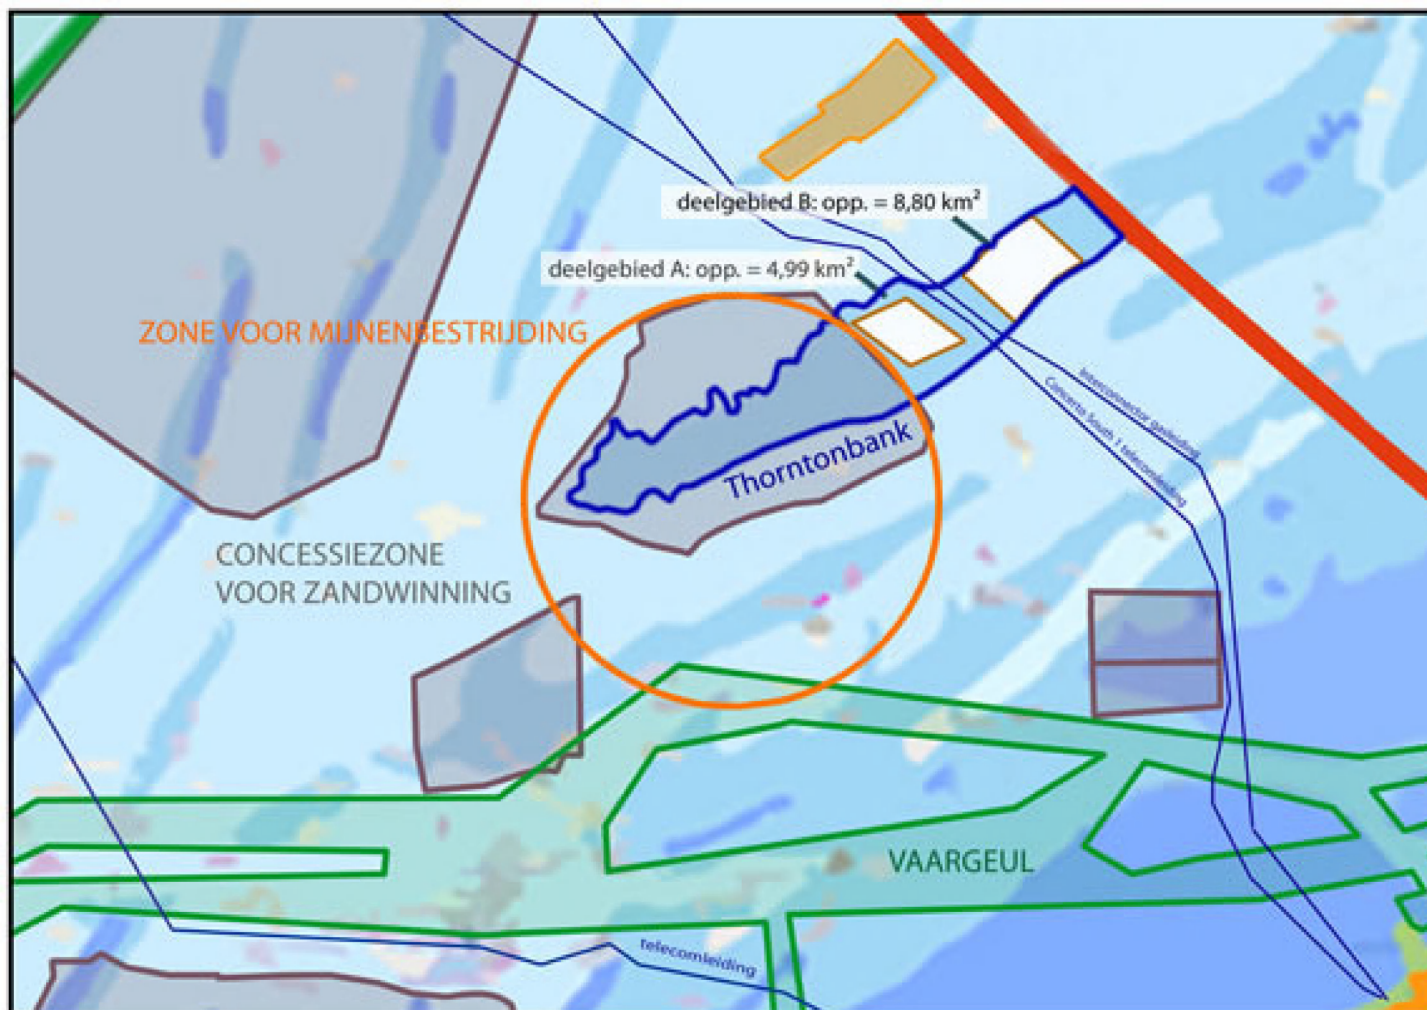 deelgebied B: opp. = 8,80 km²
deelgebied A: opp. = 4,99 km²
ZONE VOOR MIJNENBESTRIJDING
Interconnector gasleiding
Concerto South 1 telecomleiding
Thorntonbank
CONCESSIEZONE
VOOR ZANDWINNING
VAARGEUL
telecomleiding